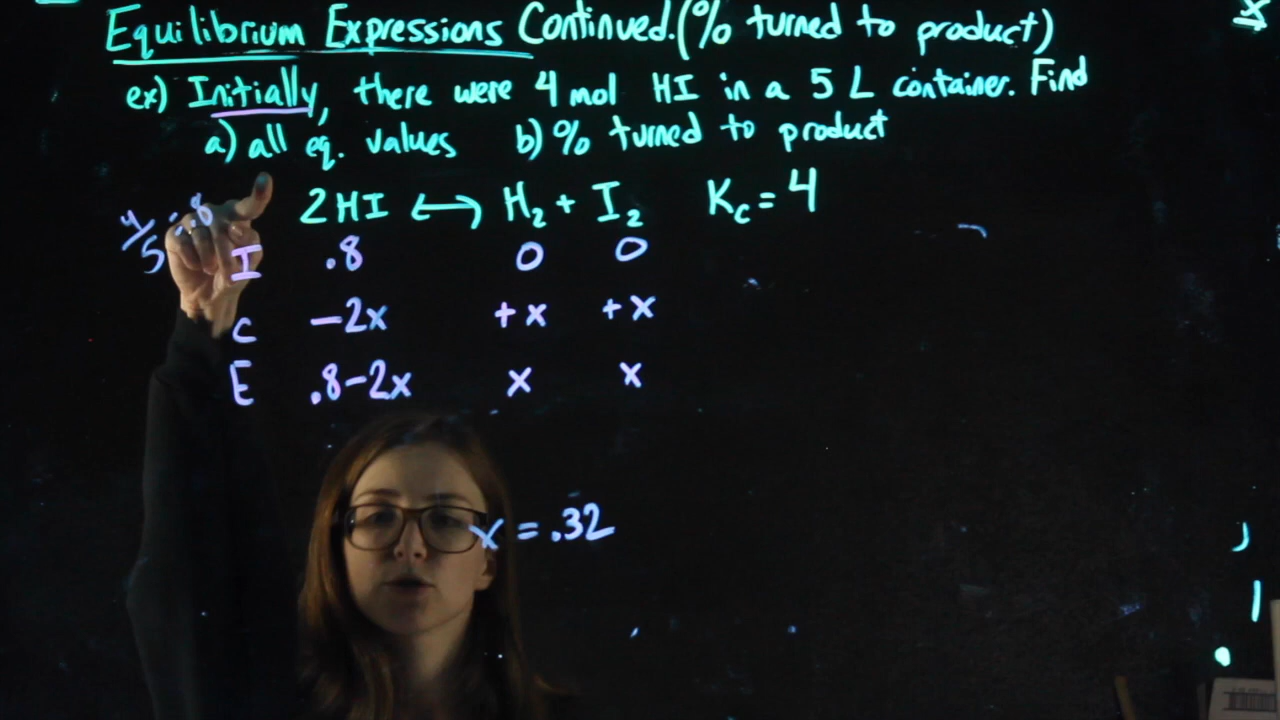 Equilibrium Expressions Continued. (% turned to product)
ex) Initially, there were 4 mol HI in a 5 L container. Find
a) all eq. values b) % turned to product
4/5 = .8
2HI ⟷ H₂ + I₂ K_c = 4
I .8 0 0
C -2x +x +x
E .8-2x x x
x = .32